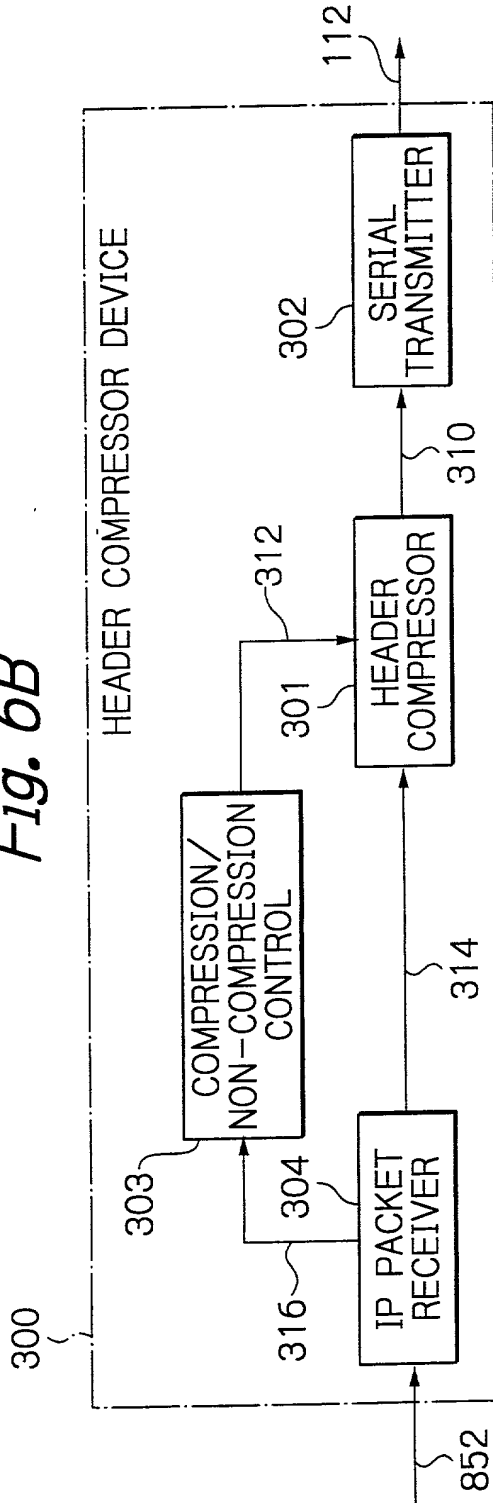 Fig. 6B
300
HEADER COMPRESSOR DEVICE
303
COMPRESSION/
NON-COMPRESSION
CONTROL
312
316
304
IP PACKET
RECEIVER
852
314
301
HEADER
COMPRESSOR
310
302
SERIAL
TRANSMITTER
112